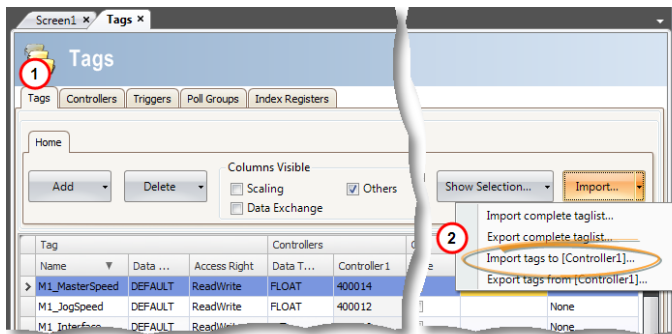 Screen1 × Tags ×
Tags
1
Tags Controllers Triggers Poll Groups Index Registers
Home
Columns Visible
Add Delete Scaling Others Show Selection... Import...
Data Exchange
Import complete taglist...
2 Export complete taglist...
Tag Controllers
Import tags to [Controller1]...
Name Data ... Access Right Data T... Controller1
Export tags from [Controller1]...
M1_MasterSpeed DEFAULT ReadWrite FLOAT 400014
M1_JogSpeed DEFAULT ReadWrite FLOAT 400012 None
M1_Interface None